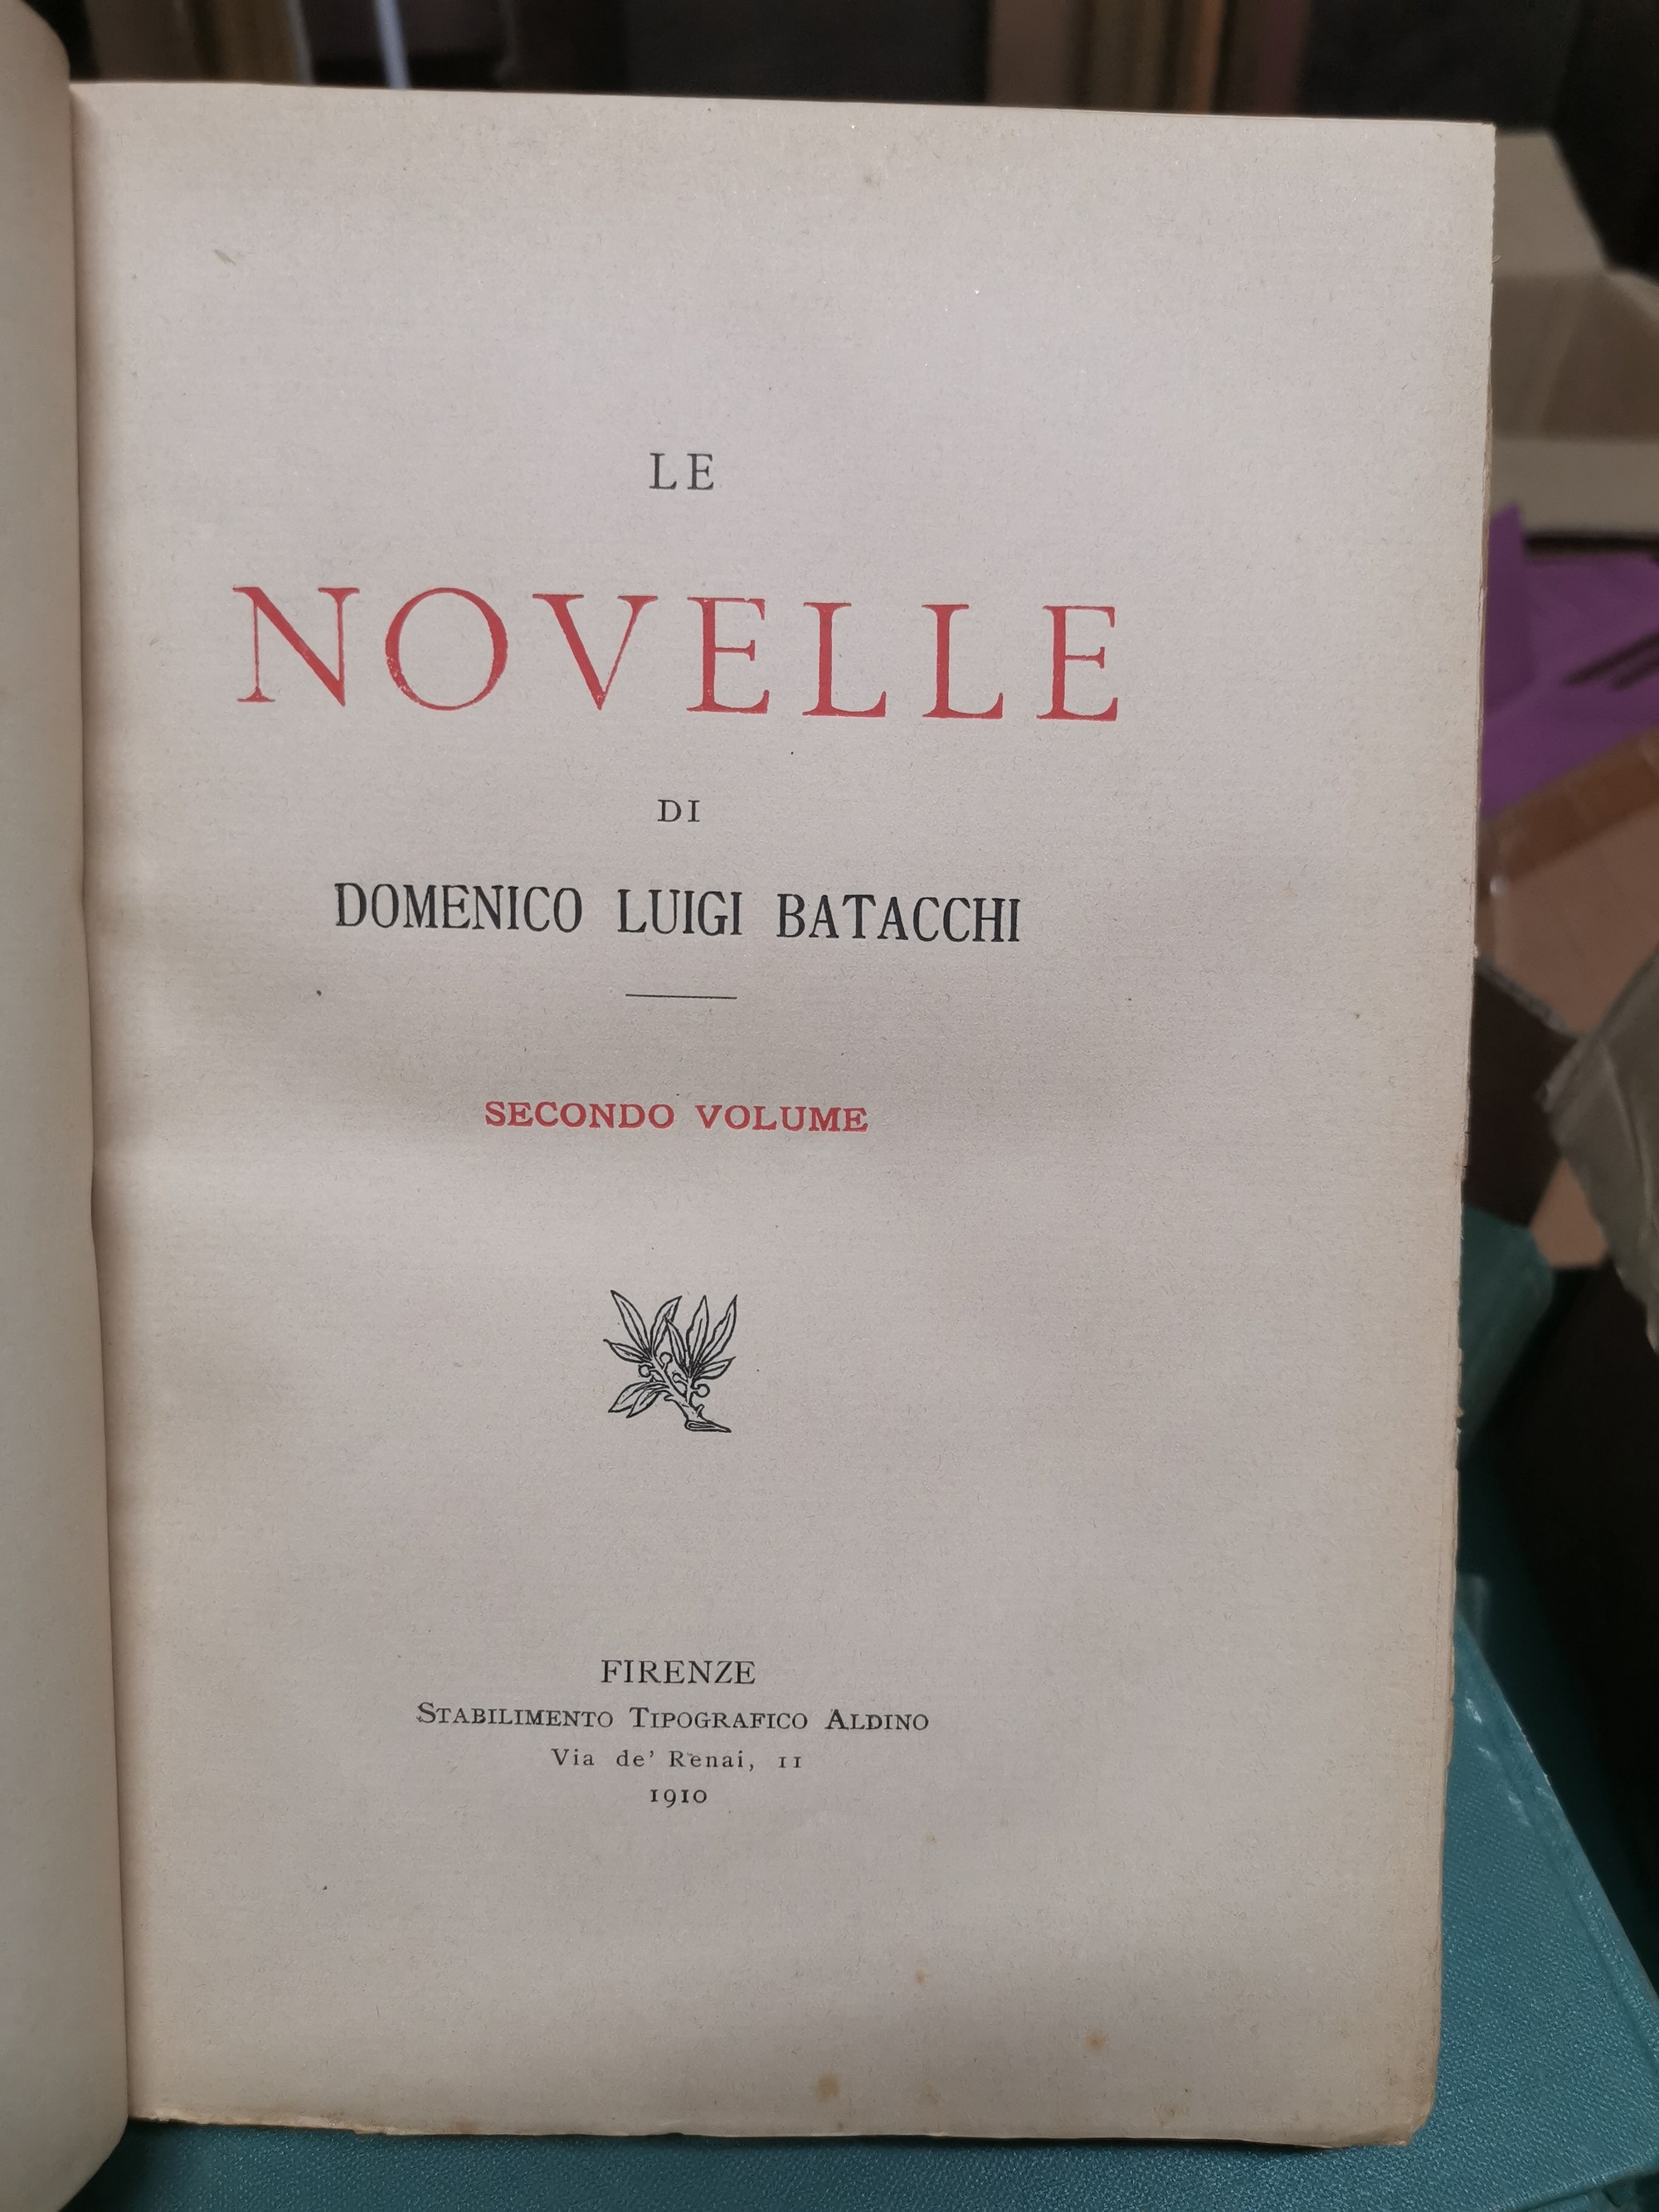 LE
NOVELLE
DI
DOMENICO LUIGI BATACCHI
SECONDO VOLUME
FIRENZE
STABILIMENTO TIPOGRAFICO ALDINO
Via de' Renai, 11
1910